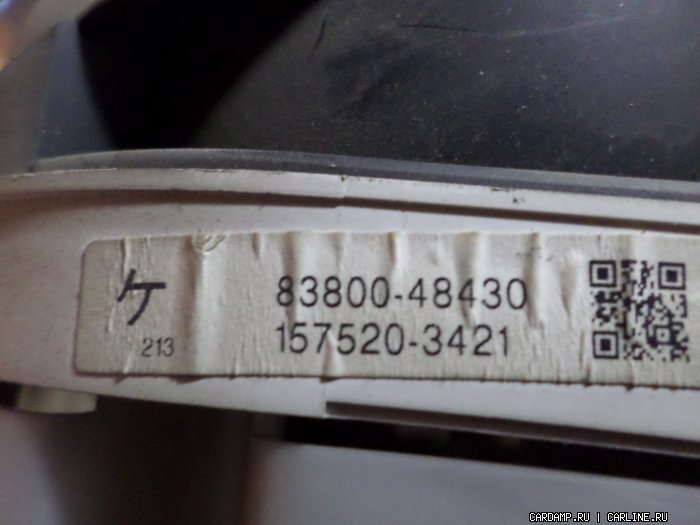 ケ
213
83800-48430
157520-3421
CARDAMP.RU | CARLINE.RU